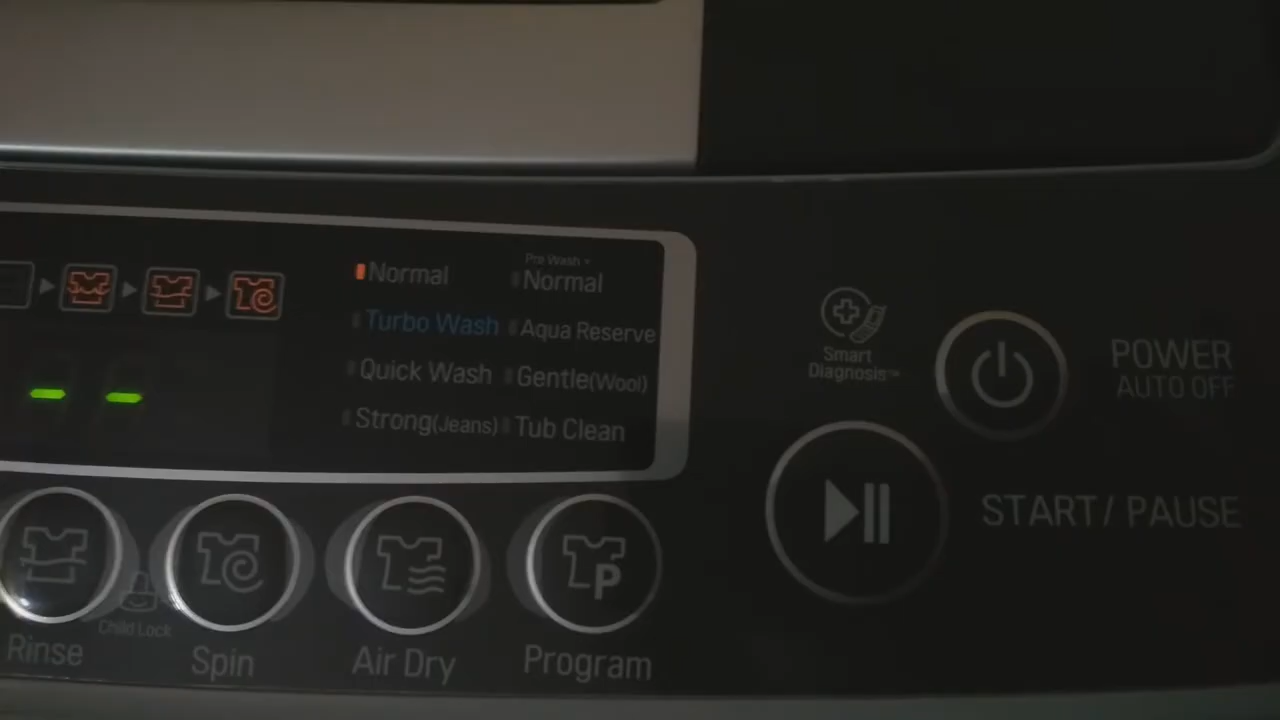 Normal
Pre Wash +
Normal
Turbo Wash
Aqua Reserve
Quick Wash
Gentle(Wool)
Strong(Jeans)
Tub Clean
Smart
Diagnosis™
POWER
AUTO OFF
START/ PAUSE
Child Lock
Rinse
Spin
Air Dry
P
Program